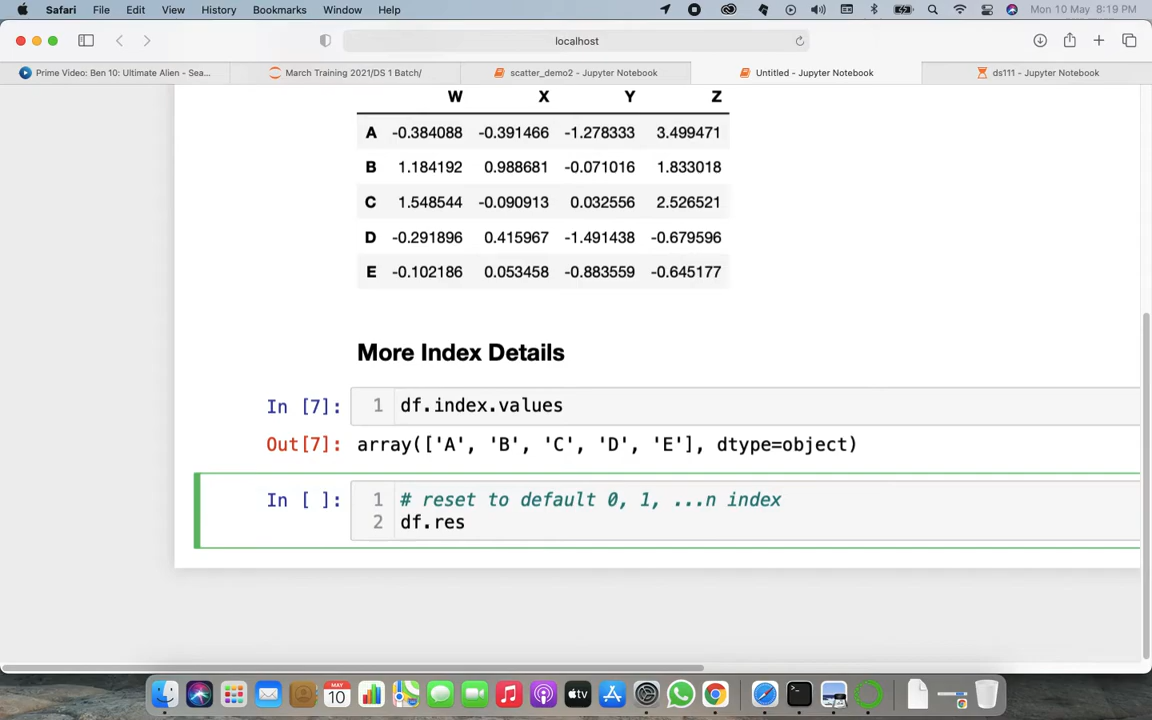 Safari File Edit View History Bookmarks Window Help Mon 10 May 8:19 PM
localhost
Prime Video: Ben 10: Ultimate Alien - Sea... March Training 2021/DS 1 Batch/ scatter_demo2 - Jupyter Notebook Untitled - Jupyter Notebook ds111 - Jupyter Notebook
W X Y Z
A -0.384088 -0.391466 -1.278333 3.499471
B 1.184192 0.988681 -0.071016 1.833018
C 1.548544 -0.090913 0.032556 2.526521
D -0.291896 0.415967 -1.491438 -0.679596
E -0.102186 0.053458 -0.883559 -0.645177
More Index Details
In [7]: 1 df.index.values
Out[7]: array(['A', 'B', 'C', 'D', 'E'], dtype=object)
In [ ]: 1 # reset to default 0, 1, ...n index
2 df.res
MAY
10
tv